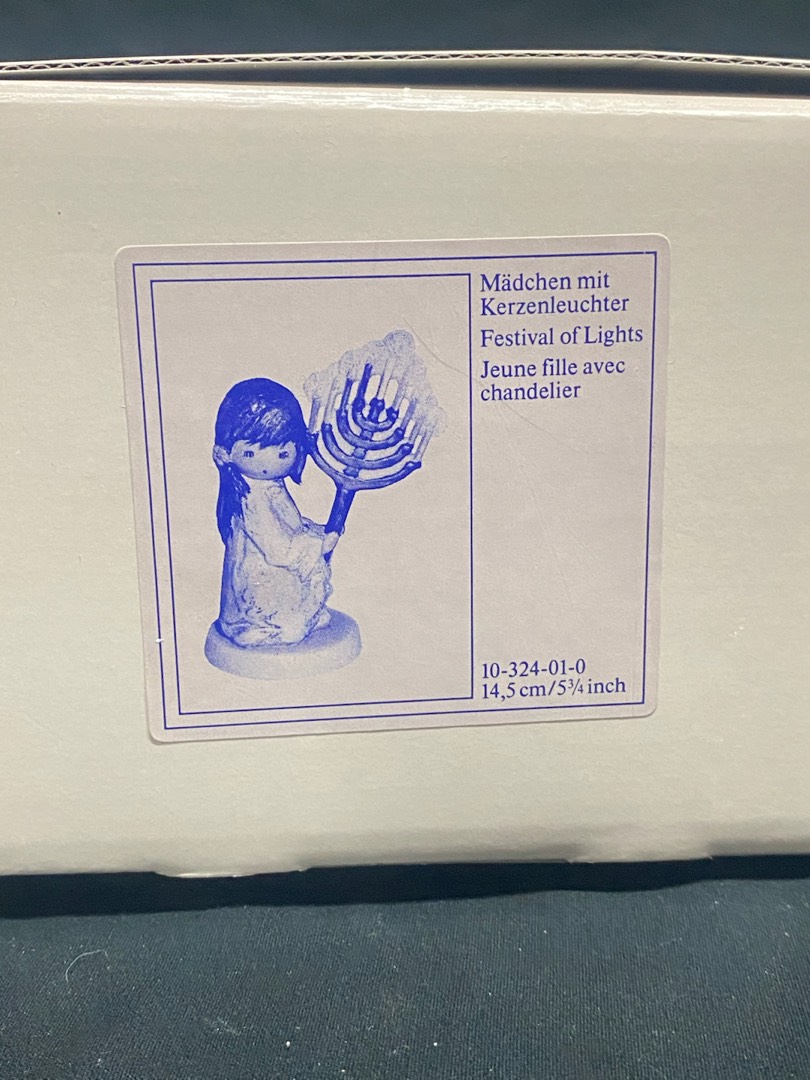 Mädchen mit
Kerzenleuchter
Festival of Lights
Jeune fille avec
chandelier
10-324-01-0
14,5 cm/5¾ inch